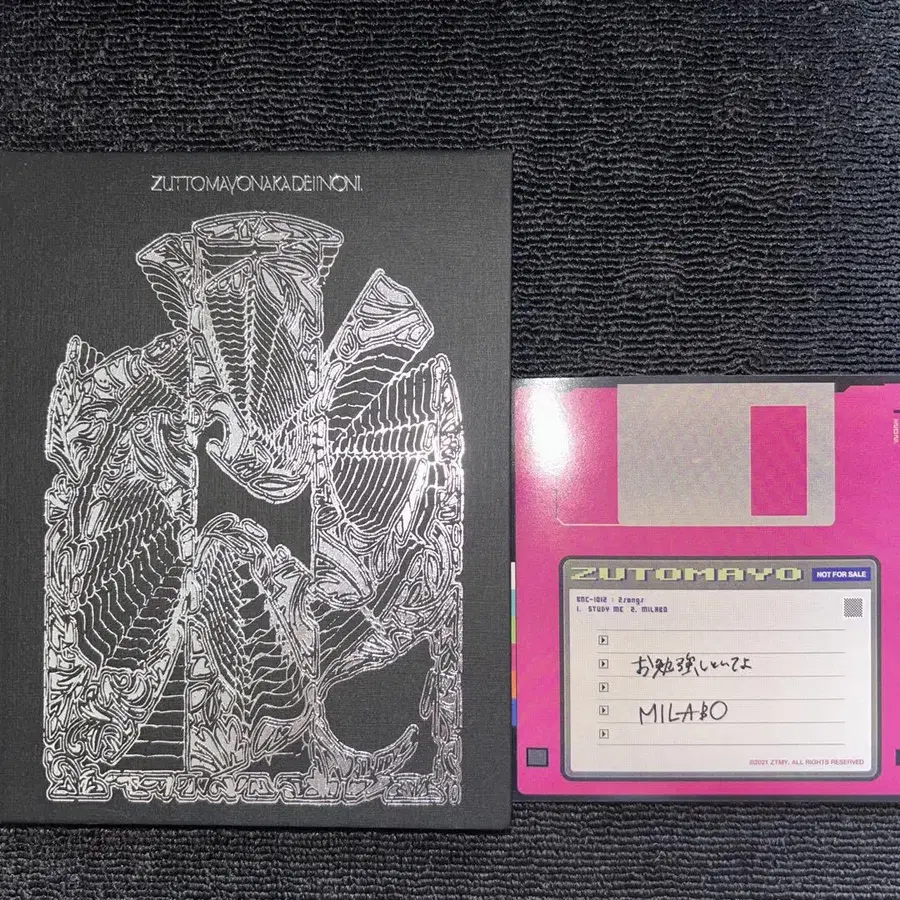 ZUTTOMAYONAKADEIINONI.
ZUTOMAYO
NOT FOR SALE
BNC-1012 : 2songs
1. STUDY ME 2. MILABO
お勉強しといてよ
MILABO
©2021 ZTMY. ALL RIGHTS RESERVED